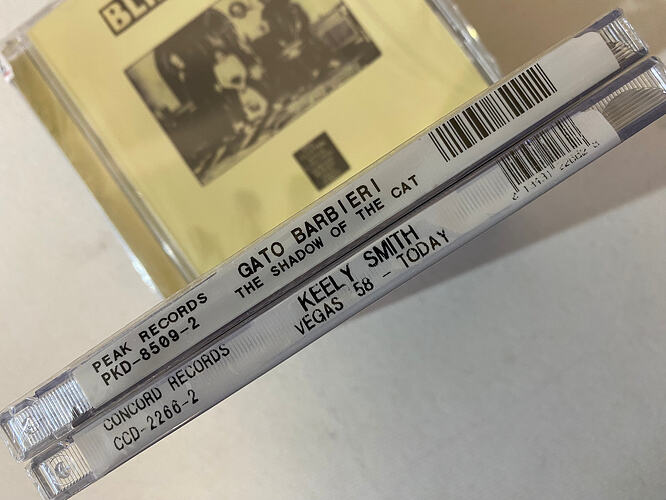 GATO BARBIERI
THE SHADOW OF THE CAT
PEAK RECORDS
PKD-8509-2
KEELY SMITH
VEGAS 58 - TODAY
CONCORD RECORDS
CCD-2266-2